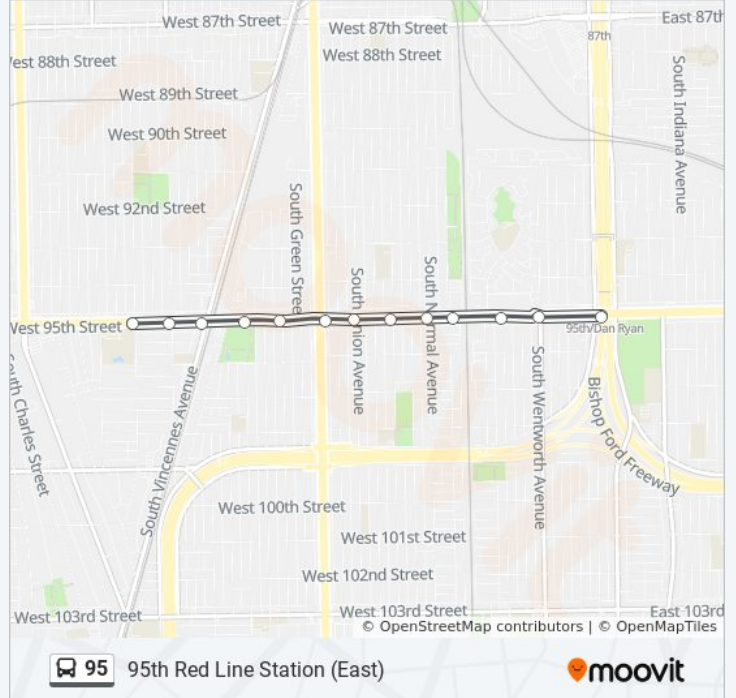 West 87th Street
West 87th Street
East 87th
87th
West 88th Street
est 88th Street
West 89th Street
West 90th Street
South Indiana Avenue
West 92nd Street
South Green Street
South Union Avenue
South Normal Avenue
West 95th Street
95th/Dan Ryan
South Charles Street
South Vincennes Avenue
South Wentworth Avenue
Bishop Ford Freeway
West 100th Street
West 101st Street
West 102nd Street
West 103rd Street
West 103rd Street
East 103rd
© OpenStreetMap contributors | © OpenMapTiles
95 95th Red Line Station (East)
moovit